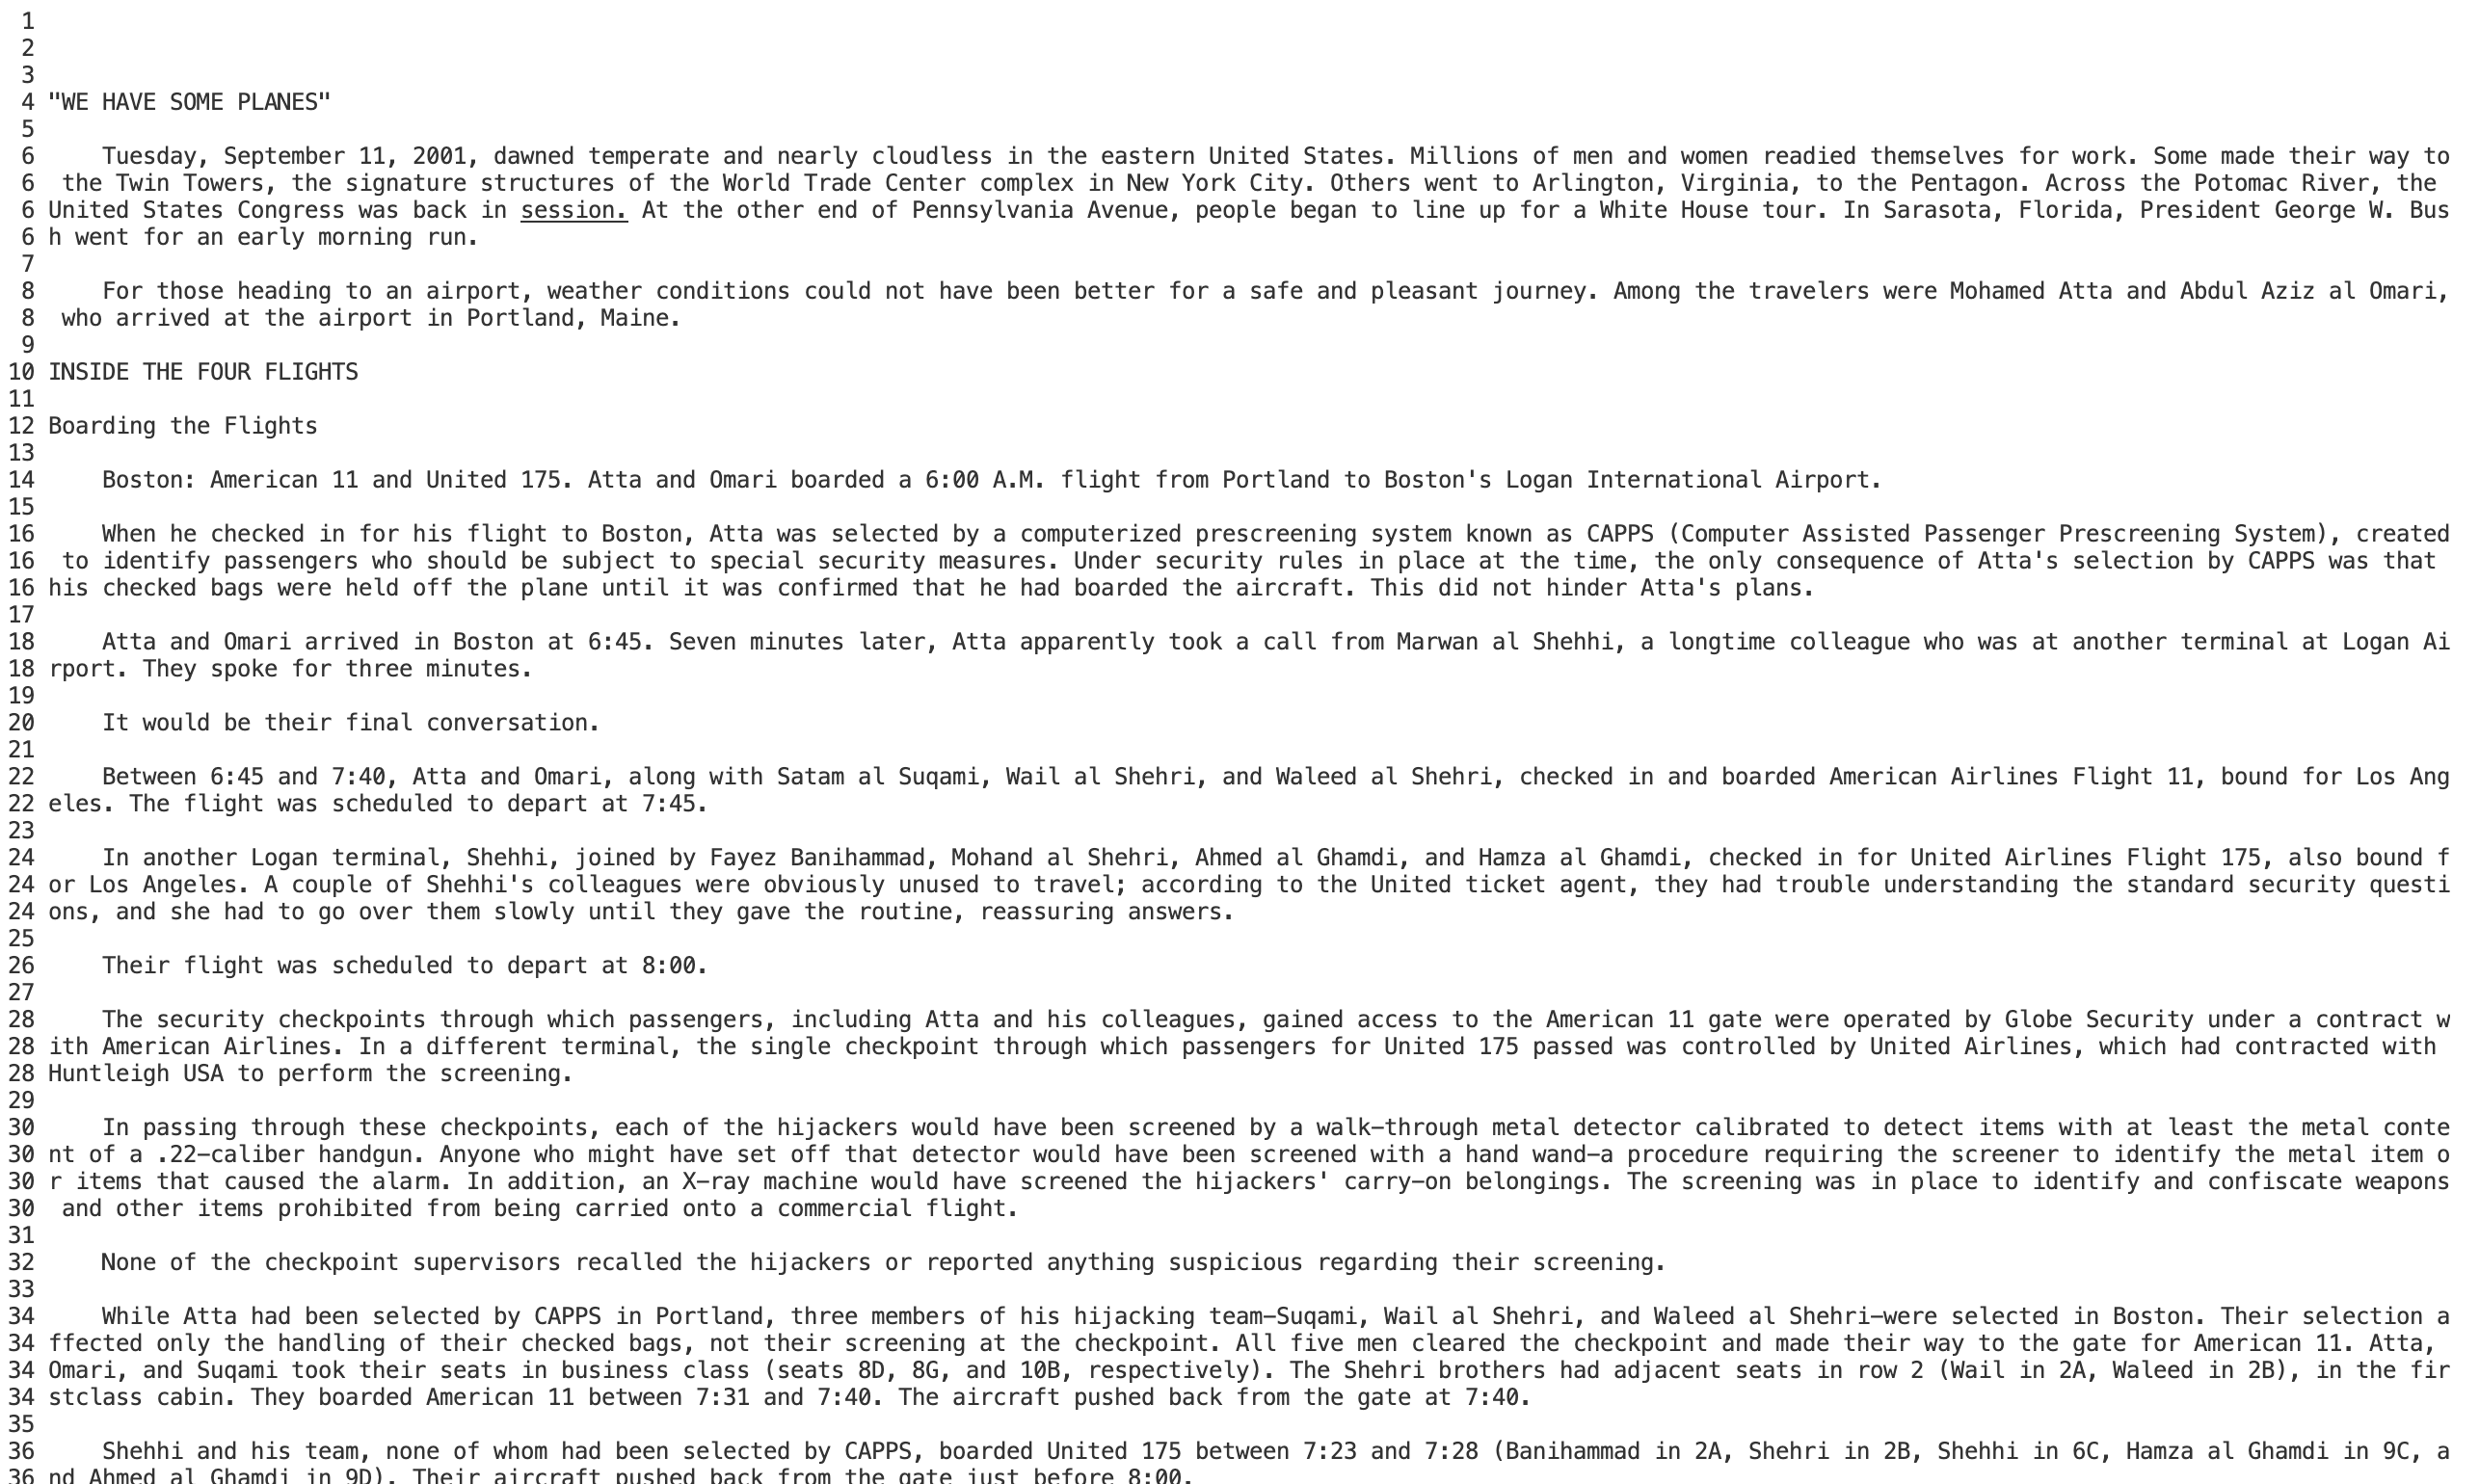 1
2
3
4 "WE HAVE SOME PLANES"
5
6     Tuesday, September 11, 2001, dawned temperate and nearly cloudless in the eastern United States. Millions of men and women readied themselves for work. Some made their way to
6  the Twin Towers, the signature structures of the World Trade Center complex in New York City. Others went to Arlington, Virginia, to the Pentagon. Across the Potomac River, the
6 United States Congress was back in session. At the other end of Pennsylvania Avenue, people began to line up for a White House tour. In Sarasota, Florida, President George W. Bus
6 h went for an early morning run.
7
8     For those heading to an airport, weather conditions could not have been better for a safe and pleasant journey. Among the travelers were Mohamed Atta and Abdul Aziz al Omari,
8  who arrived at the airport in Portland, Maine.
9
10 INSIDE THE FOUR FLIGHTS
11
12 Boarding the Flights
13
14     Boston: American 11 and United 175. Atta and Omari boarded a 6:00 A.M. flight from Portland to Boston's Logan International Airport.
15
16     When he checked in for his flight to Boston, Atta was selected by a computerized prescreening system known as CAPPS (Computer Assisted Passenger Prescreening System), created
16  to identify passengers who should be subject to special security measures. Under security rules in place at the time, the only consequence of Atta's selection by CAPPS was that
16 his checked bags were held off the plane until it was confirmed that he had boarded the aircraft. This did not hinder Atta's plans.
17
18     Atta and Omari arrived in Boston at 6:45. Seven minutes later, Atta apparently took a call from Marwan al Shehhi, a longtime colleague who was at another terminal at Logan Ai
18 rport. They spoke for three minutes.
19
20     It would be their final conversation.
21
22     Between 6:45 and 7:40, Atta and Omari, along with Satam al Suqami, Wail al Shehri, and Waleed al Shehri, checked in and boarded American Airlines Flight 11, bound for Los Ang
22 eles. The flight was scheduled to depart at 7:45.
23
24     In another Logan terminal, Shehhi, joined by Fayez Banihammad, Mohand al Shehri, Ahmed al Ghamdi, and Hamza al Ghamdi, checked in for United Airlines Flight 175, also bound f
24 or Los Angeles. A couple of Shehhi's colleagues were obviously unused to travel; according to the United ticket agent, they had trouble understanding the standard security questi
24 ons, and she had to go over them slowly until they gave the routine, reassuring answers.
25
26     Their flight was scheduled to depart at 8:00.
27
28     The security checkpoints through which passengers, including Atta and his colleagues, gained access to the American 11 gate were operated by Globe Security under a contract w
28 ith American Airlines. In a different terminal, the single checkpoint through which passengers for United 175 passed was controlled by United Airlines, which had contracted with
28 Huntleigh USA to perform the screening.
29
30     In passing through these checkpoints, each of the hijackers would have been screened by a walk-through metal detector calibrated to detect items with at least the metal conte
30 nt of a .22-caliber handgun. Anyone who might have set off that detector would have been screened with a hand wand-a procedure requiring the screener to identify the metal item o
30 r items that caused the alarm. In addition, an X-ray machine would have screened the hijackers' carry-on belongings. The screening was in place to identify and confiscate weapons
30  and other items prohibited from being carried onto a commercial flight.
31
32     None of the checkpoint supervisors recalled the hijackers or reported anything suspicious regarding their screening.
33
34     While Atta had been selected by CAPPS in Portland, three members of his hijacking team-Suqami, Wail al Shehri, and Waleed al Shehri-were selected in Boston. Their selection a
34 ffected only the handling of their checked bags, not their screening at the checkpoint. All five men cleared the checkpoint and made their way to the gate for American 11. Atta,
34 Omari, and Suqami took their seats in business class (seats 8D, 8G, and 10B, respectively). The Shehri brothers had adjacent seats in row 2 (Wail in 2A, Waleed in 2B), in the fir
34 stclass cabin. They boarded American 11 between 7:31 and 7:40. The aircraft pushed back from the gate at 7:40.
35
36     Shehhi and his team, none of whom had been selected by CAPPS, boarded United 175 between 7:23 and 7:28 (Banihammad in 2A, Shehri in 2B, Shehhi in 6C, Hamza al Ghamdi in 9C, a
36 nd Ahmed al Ghamdi in 9D). Their aircraft pushed back from the gate just before 8:00.